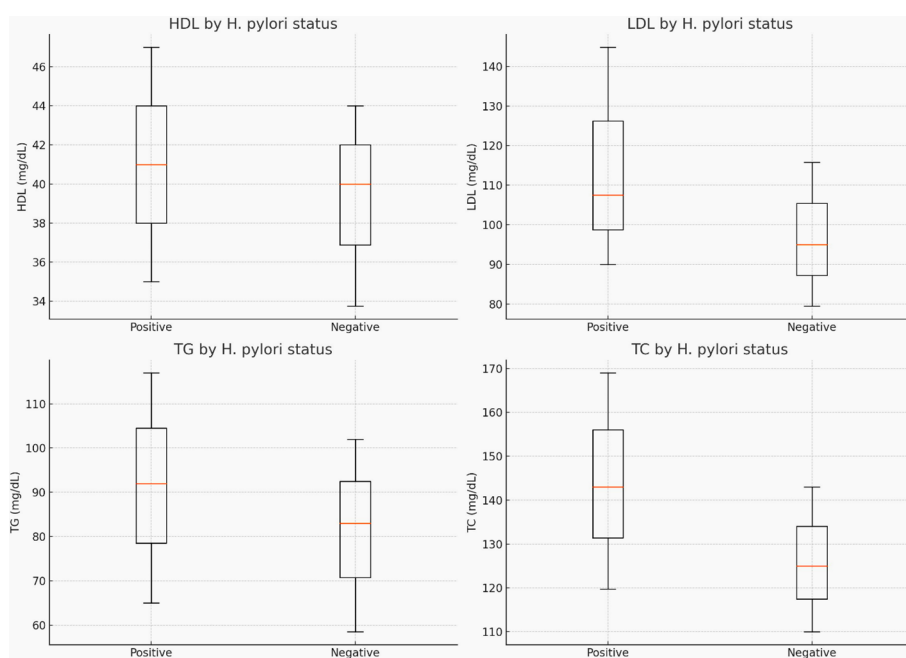 HDL by H. pylori status
HDL (mg/dL)
46
44
42
40
38
36
34
Positive
Negative
LDL by H. pylori status
LDL (mg/dL)
140
130
120
110
100
90
80
Positive
Negative
TG by H. pylori status
TG (mg/dL)
110
100
90
80
70
60
Positive
Negative
TC by H. pylori status
TC (mg/dL)
170
160
150
140
130
120
110
Positive
Negative